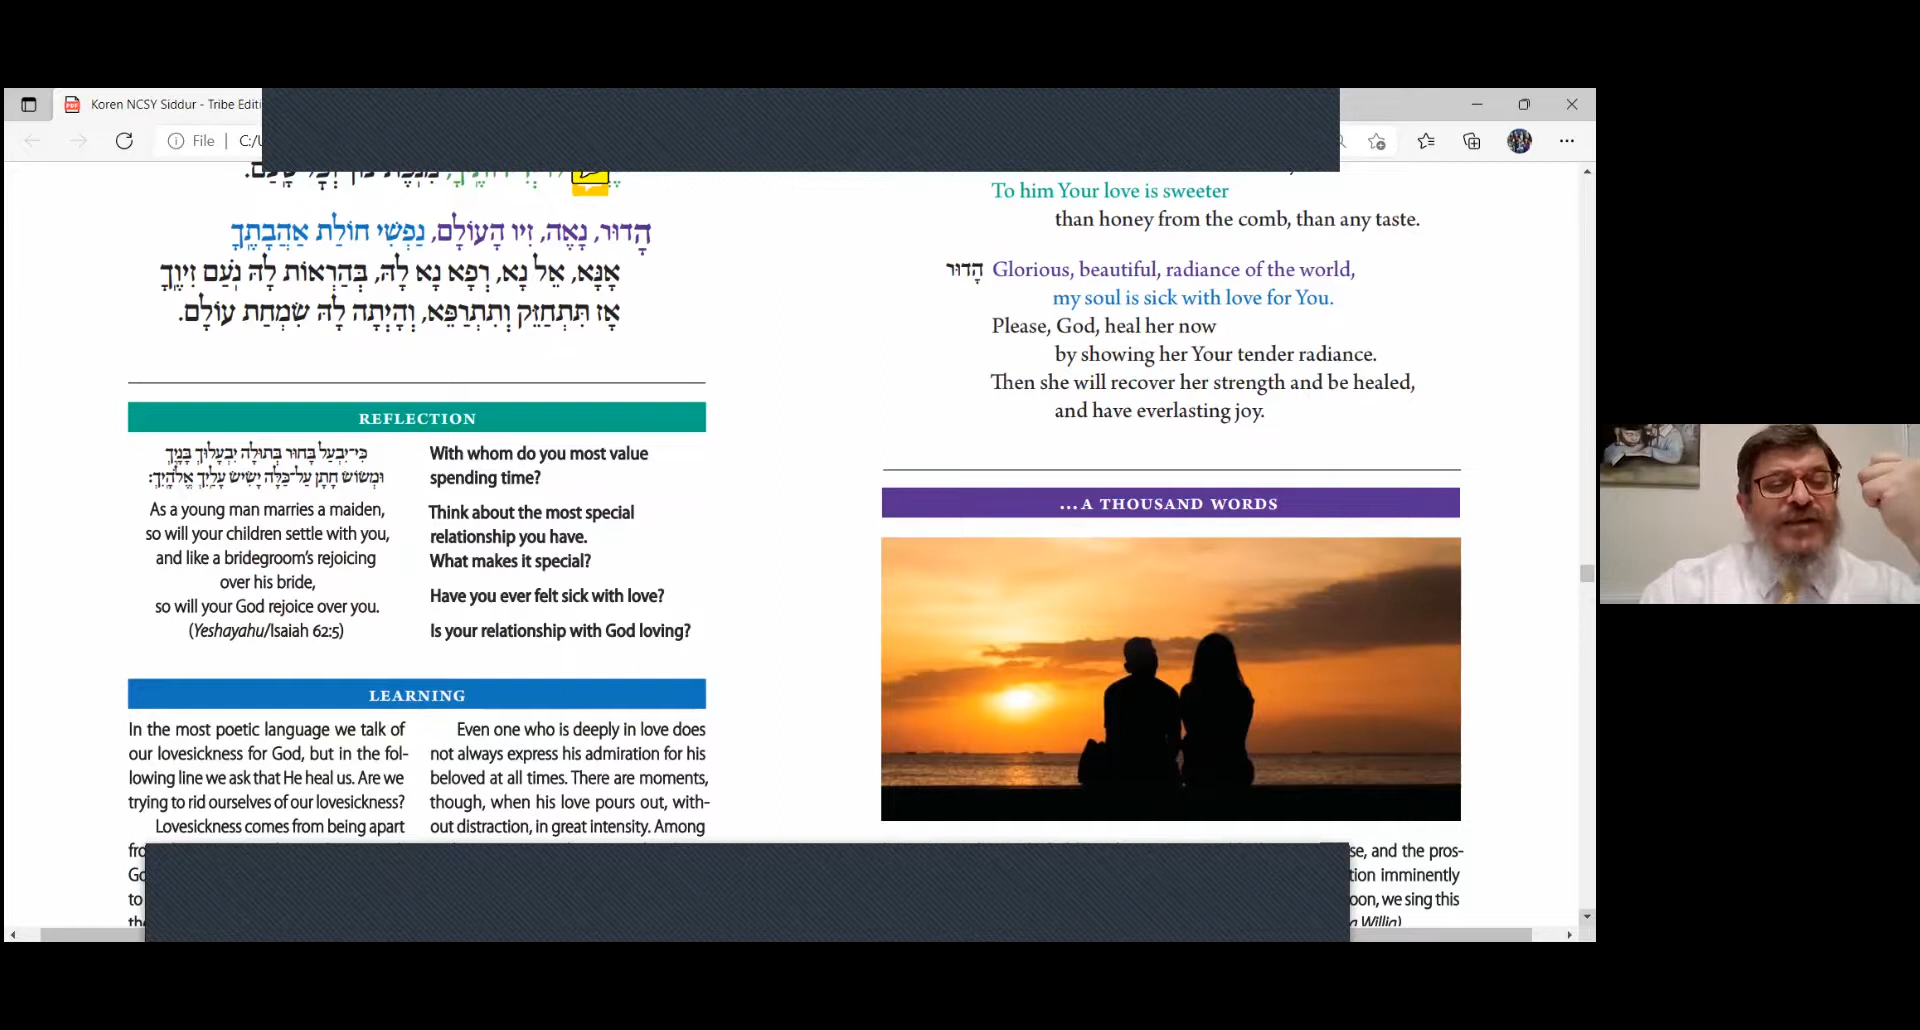 Koren NCSY Siddur - Tribe Editi
File
C:/
הָדוּר, נָאֶה, זִיו הָעוֹלָם, נַפְשִׁי חוֹלַת אַהֲבָתֶךָ
אָנָּא, אֵל נָא, רְפָא נָא לָהּ, בְּהַרְאוֹת לָהּ נֹעַם זִיוֶךָ
אָז תִּתְחַזֵּק וְתִתְרַפֵּא, וְהָיְתָה לָהּ שִׂמְחַת עוֹלָם.
REFLECTION
כִּי־יִבְעַל בָּחוּר בְּתוּלָה יִבְעָלוּךְ בָּנָיִךְ
וּמְשׂוֹשׂ חָתָן עַל־כַּלָּה יָשִׂישׂ עָלַיִךְ אֱלֹהָיִךְ:
As a young man marries a maiden,
so will your children settle with you,
and like a bridegroom's rejoicing
over his bride,
so will your God rejoice over you.
(Yeshayahu/Isaiah 62:5)
With whom do you most value
spending time?
Think about the most special
relationship you have.
What makes it special?
Have you ever felt sick with love?
Is your relationship with God loving?
LEARNING
In the most poetic language we talk of
our lovesickness for God, but in the fol-
lowing line we ask that He heal us. Are we
trying to rid ourselves of our lovesickness?
Lovesickness comes from being apart
fro
Go
to
the
Even one who is deeply in love does
not always express his admiration for his
beloved at all times. There are moments,
though, when his love pours out, with-
out distraction, in great intensity. Among
To him Your love is sweeter
than honey from the comb, than any taste.
הָדוּר Glorious, beautiful, radiance of the world,
my soul is sick with love for You.
Please, God, heal her now
by showing her Your tender radiance.
Then she will recover her strength and be healed,
and have everlasting joy.
...A THOUSAND WORDS
se, and the pros-
tion imminently
oon, we sing this
Willig)